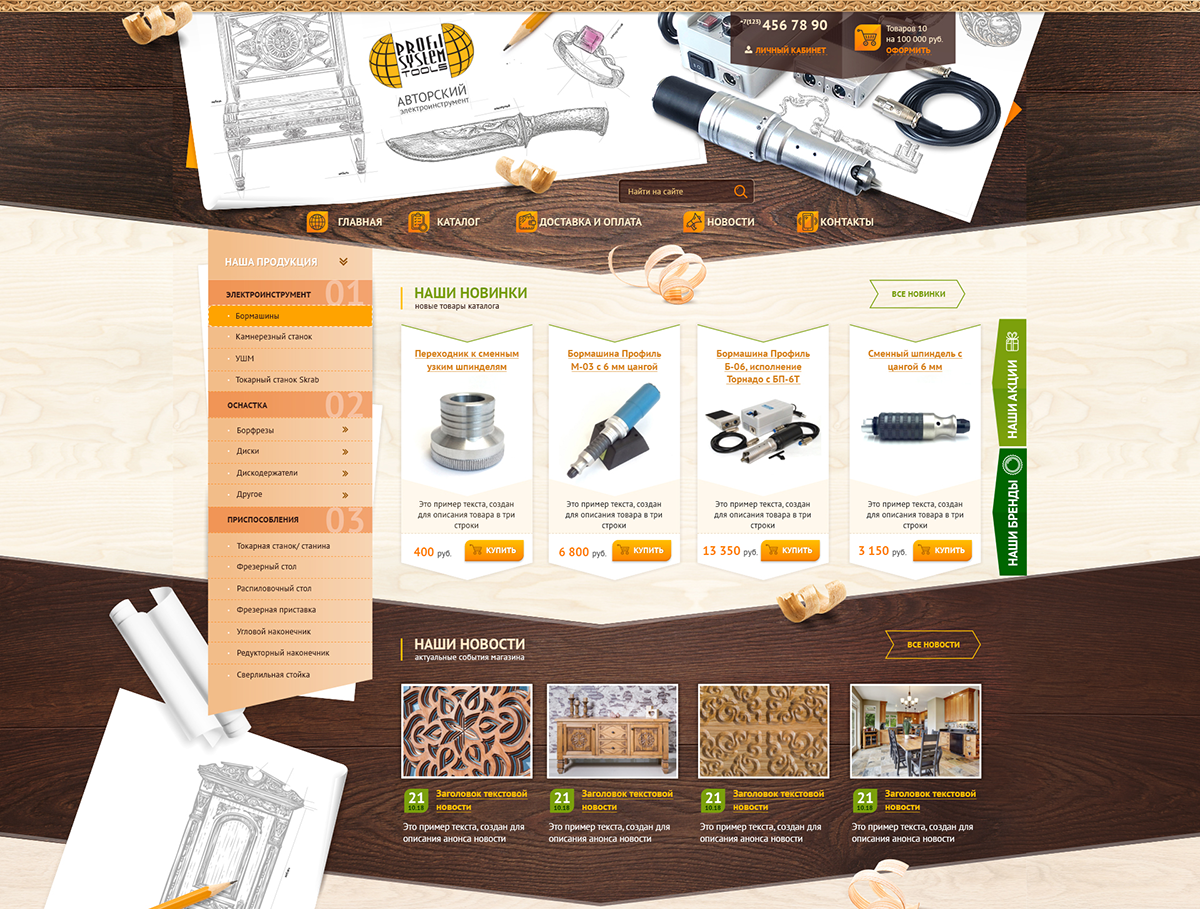 +7(123) 456 78 90
ЛИЧНЫЙ КАБИНЕТ
Товаров 10
на 100 000 руб.
ОФОРМИТЬ
PROFIL
SYSTEM
TOOLS
АВТОРСКИЙ
электроинструмент
Найти на сайте
ГЛАВНАЯ
КАТАЛОГ
ДОСТАВКА И ОПЛАТА
НОВОСТИ
КОНТАКТЫ
НАША ПРОДУКЦИЯ
ЭЛЕКТРОИНСТРУМЕНТ 01
Бормашины
Камнерезный станок
УШМ
Токарный станок Skrab
ОСНАСТКА 02
Борфрезы
Диски
Дискодержатели
Другое
ПРИСПОСОБЛЕНИЯ 03
Токарная станок/ станина
Фрезерный стол
Распиловочный стол
Фрезерная приставка
Угловой наконечник
Редукторный наконечник
Сверлильная стойка
НАШИ НОВИНКИ
новые товары каталога
ВСЕ НОВИНКИ
Переходник к сменным
узким шпинделям
Это пример текста, создан
для описания товара в три
строки
400 руб.
КУПИТЬ
Бормашина Профиль
М-03 с 6 мм цангой
Это пример текста, создан
для описания товара в три
строки
6 800 руб.
КУПИТЬ
Бормашина Профиль
Б-06, исполнение
Торнадо с БП-6Т
Это пример текста, создан
для описания товара в три
строки
13 350 руб.
КУПИТЬ
Сменный шпиндель с
цангой 6 мм
Это пример текста, создан
для описания товара в три
строки
3 150 руб.
КУПИТЬ
НАШИ АКЦИИ
НАШИ БРЕНДЫ
НАШИ НОВОСТИ
актуальные события магазина
ВСЕ НОВОСТИ
21
10.18
Заголовок текстовой
новости
Это пример текста, создан для
описания анонса новости
21
10.18
Заголовок текстовой
новости
Это пример текста, создан для
описания анонса новости
21
10.18
Заголовок текстовой
новости
Это пример текста, создан для
описания анонса новости
21
10.18
Заголовок текстовой
новости
Это пример текста, создан для
описания анонса новости